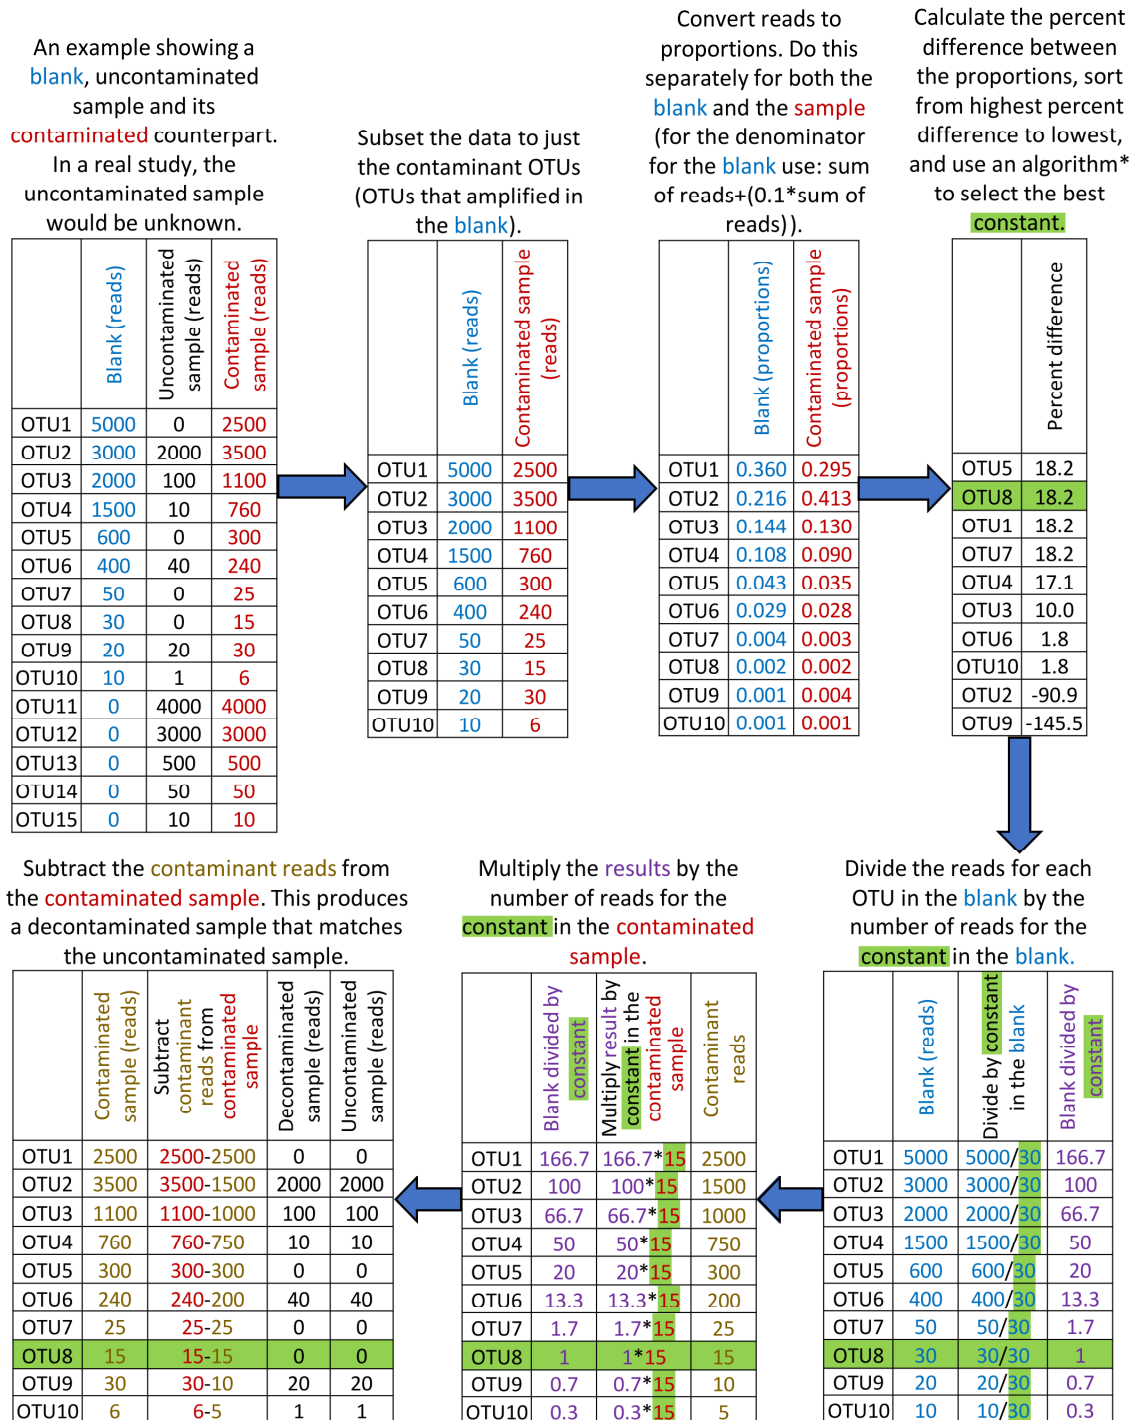 An example showing a
blank, uncontaminated
sample and its
contaminated counterpart.
In a real study, the
uncontaminated sample
would be unknown.
Blank (reads)
Uncontaminated
sample (reads)
Contaminated
sample (reads)
OTU1 5000 0 2500
OTU2 3000 2000 3500
OTU3 2000 100 1100
OTU4 1500 10 760
OTU5 600 0 300
OTU6 400 40 240
OTU7 50 0 25
OTU8 30 0 15
OTU9 20 20 30
OTU10 10 1 6
OTU11 0 4000 4000
OTU12 0 3000 3000
OTU13 0 500 500
OTU14 0 50 50
OTU15 0 10 10
Subset the data to just
the contaminant OTUs
(OTUs that amplified in
the blank).
Blank (reads)
Contaminated sample
(reads)
OTU1 5000 2500
OTU2 3000 3500
OTU3 2000 1100
OTU4 1500 760
OTU5 600 300
OTU6 400 240
OTU7 50 25
OTU8 30 15
OTU9 20 30
OTU10 10 6
Convert reads to
proportions. Do this
separately for both the
blank and the sample
(for the denominator
for the blank use: sum
of reads+(0.1*sum of
reads)).
Blank (proportions)
Contaminated sample
(proportions)
OTU1 0.360 0.295
OTU2 0.216 0.413
OTU3 0.144 0.130
OTU4 0.108 0.090
OTU5 0.043 0.035
OTU6 0.029 0.028
OTU7 0.004 0.003
OTU8 0.002 0.002
OTU9 0.001 0.004
OTU10 0.001 0.001
Calculate the percent
difference between
the proportions, sort
from highest percent
difference to lowest,
and use an algorithm*
to select the best
constant.
Percent difference
OTU5 18.2
OTU8 18.2
OTU1 18.2
OTU7 18.2
OTU4 17.1
OTU3 10.0
OTU6 1.8
OTU10 1.8
OTU2 -90.9
OTU9 -145.5
Divide the reads for each
OTU in the blank by the
number of reads for the
constant in the blank.
Blank (reads)
Divide by constant
in the blank
Blank divided by
constant
OTU1 5000 5000/30 166.7
OTU2 3000 3000/30 100
OTU3 2000 2000/30 66.7
OTU4 1500 1500/30 50
OTU5 600 600/30 20
OTU6 400 400/30 13.3
OTU7 50 50/30 1.7
OTU8 30 30/30 1
OTU9 20 20/30 0.7
OTU10 10 10/30 0.3
Multiply the results by the
number of reads for the
constant in the contaminated
sample.
Blank divided by
constant
Multiply result by
constant in the
contaminated
sample
Contaminant
reads
OTU1 166.7 166.7*15 2500
OTU2 100 100*15 1500
OTU3 66.7 66.7*15 1000
OTU4 50 50*15 750
OTU5 20 20*15 300
OTU6 13.3 13.3*15 200
OTU7 1.7 1.7*15 25
OTU8 1 1*15 15
OTU9 0.7 0.7*15 10
OTU10 0.3 0.3*15 5
Subtract the contaminant reads from
the contaminated sample. This produces
a decontaminated sample that matches
the uncontaminated sample.
Contaminated
sample (reads)
Subtract
contaminant
reads from
contaminated
sample
Decontaminated
sample (reads)
Uncontaminated
sample (reads)
OTU1 2500 2500-2500 0 0
OTU2 3500 3500-1500 2000 2000
OTU3 1100 1100-1000 100 100
OTU4 760 760-750 10 10
OTU5 300 300-300 0 0
OTU6 240 240-200 40 40
OTU7 25 25-25 0 0
OTU8 15 15-15 0 0
OTU9 30 30-10 20 20
OTU10 6 6-5 1 1